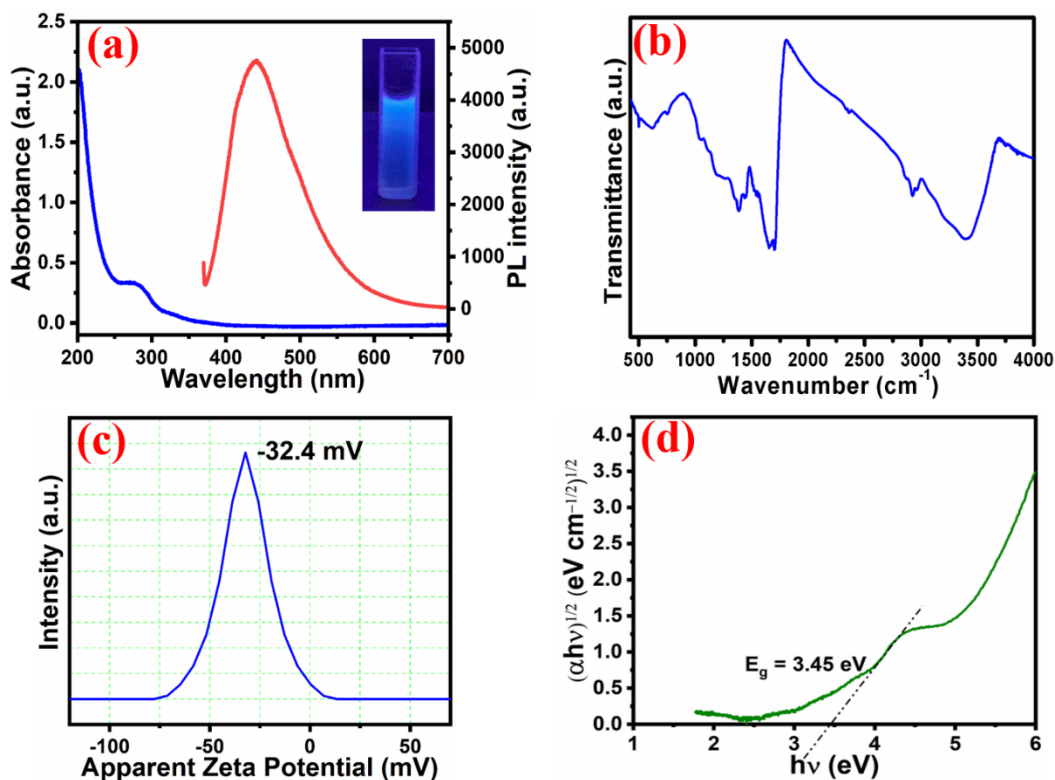 (a)
Absorbance (a.u.)
2.5
2.0
1.5
1.0
0.5
0.0
PL intensity (a.u.)
5000
4000
3000
2000
1000
0
200 300 400 500 600 700
Wavelength (nm)
(b)
Transmittance (a.u.)
500 1000 1500 2000 2500 3000 3500 4000
Wavenumber (cm⁻¹)
(c)
-32.4 mV
Intensity (a.u.)
-100 -50 0 50
Apparent Zeta Potential (mV)
(d)
(αhν)¹/² (eV cm⁻¹/²)¹/²
4.0
3.5
3.0
2.5
2.0
1.5
1.0
0.5
0.0
E_g = 3.45 eV
1 2 3 4 5 6
hν (eV)